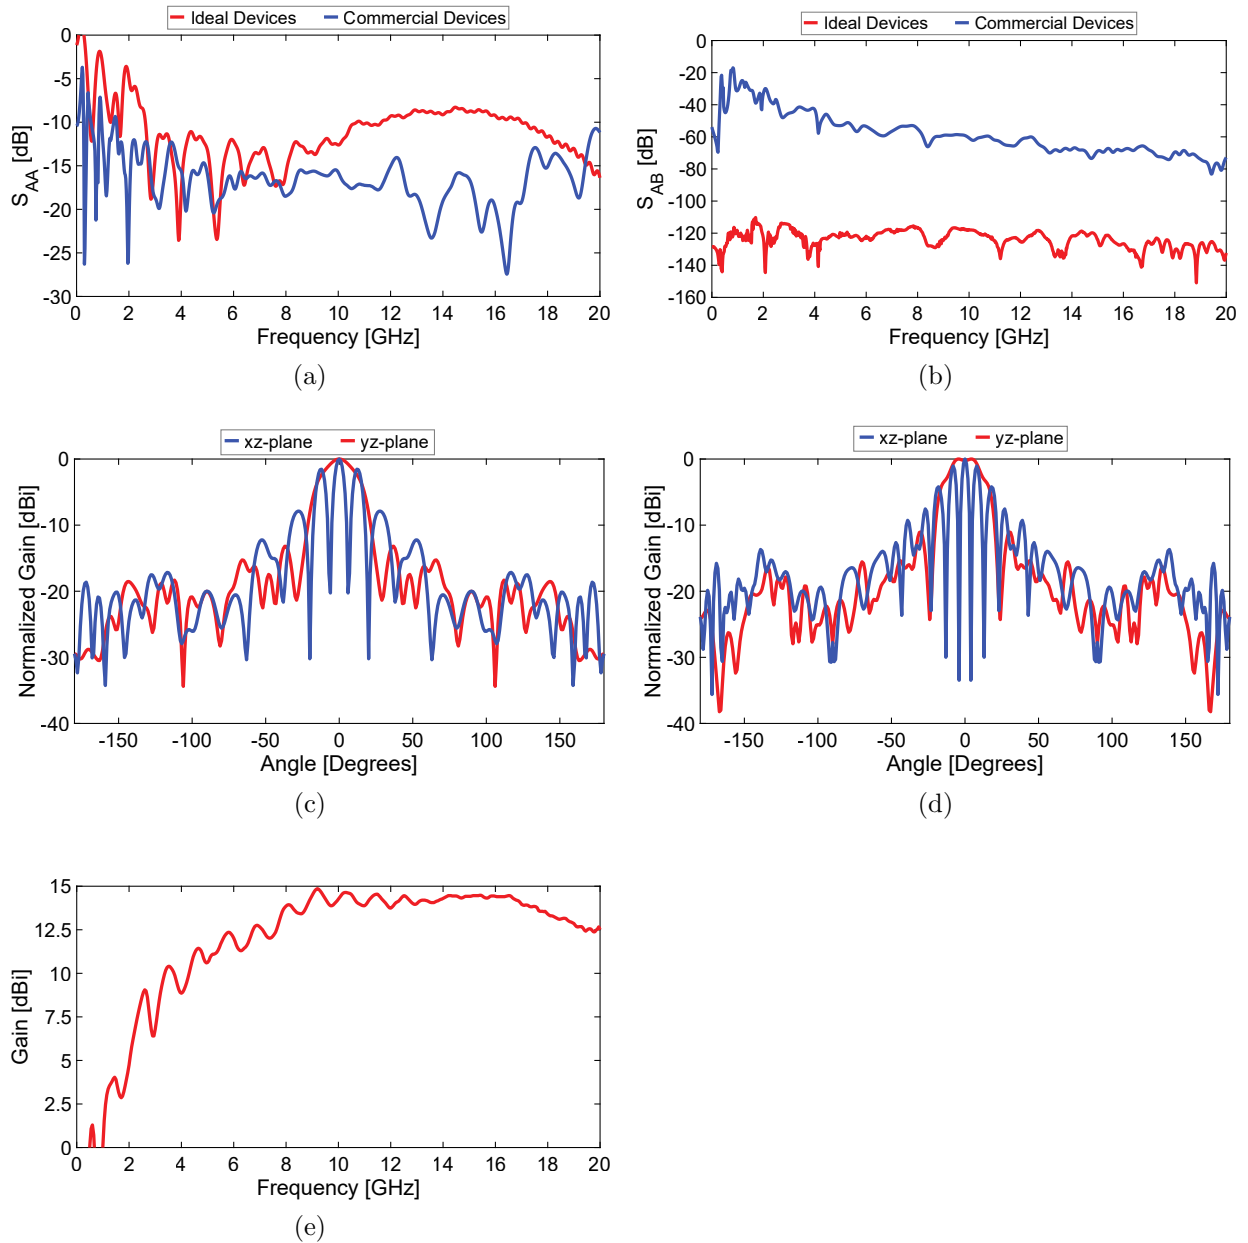 Ideal Devices Commercial Devices
0
-5
-10
-15
-20
-25
-30
S_AA [dB]
0 2 4 6 8 10 12 14 16 18 20
Frequency [GHz]
(a)
Ideal Devices Commercial Devices
0
-20
-40
-60
-80
-100
-120
-140
-160
S_AB [dB]
0 2 4 6 8 10 12 14 16 18 20
Frequency [GHz]
(b)
xz-plane yz-plane
0
-10
-20
-30
-40
Normalized Gain [dBi]
-150 -100 -50 0 50 100 150
Angle [Degrees]
(c)
xz-plane yz-plane
0
-10
-20
-30
-40
Normalized Gain [dBi]
-150 -100 -50 0 50 100 150
Angle [Degrees]
(d)
15
12.5
10
7.5
5
2.5
0
Gain [dBi]
0 2 4 6 8 10 12 14 16 18 20
Frequency [GHz]
(e)